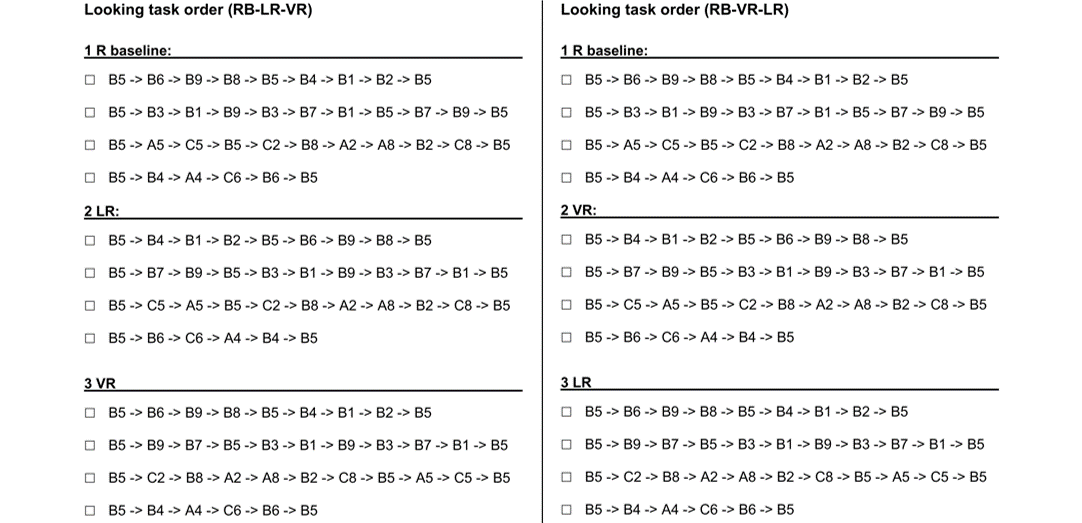 Looking task order (RB-LR-VR)
1 R baseline:
☐ B5 -> B6 -> B9 -> B8 -> B5 -> B4 -> B1 -> B2 -> B5
☐ B5 -> B3 -> B1 -> B9 -> B3 -> B7 -> B1 -> B5 -> B7 -> B9 -> B5
☐ B5 -> A5 -> C5 -> B5 -> C2 -> B8 -> A2 -> A8 -> B2 -> C8 -> B5
☐ B5 -> B4 -> A4 -> C6 -> B6 -> B5
2 LR:
☐ B5 -> B4 -> B1 -> B2 -> B5 -> B6 -> B9 -> B8 -> B5
☐ B5 -> B7 -> B9 -> B5 -> B3 -> B1 -> B9 -> B3 -> B7 -> B1 -> B5
☐ B5 -> C5 -> A5 -> B5 -> C2 -> B8 -> A2 -> A8 -> B2 -> C8 -> B5
☐ B5 -> B6 -> C6 -> A4 -> B4 -> B5
3 VR
☐ B5 -> B6 -> B9 -> B8 -> B5 -> B4 -> B1 -> B2 -> B5
☐ B5 -> B9 -> B7 -> B5 -> B3 -> B1 -> B9 -> B3 -> B7 -> B1 -> B5
☐ B5 -> C2 -> B8 -> A2 -> A8 -> B2 -> C8 -> B5 -> A5 -> C5 -> B5
☐ B5 -> B4 -> A4 -> C6 -> B6 -> B5
Looking task order (RB-VR-LR)
1 R baseline:
☐ B5 -> B6 -> B9 -> B8 -> B5 -> B4 -> B1 -> B2 -> B5
☐ B5 -> B3 -> B1 -> B9 -> B3 -> B7 -> B1 -> B5 -> B7 -> B9 -> B5
☐ B5 -> A5 -> C5 -> B5 -> C2 -> B8 -> A2 -> A8 -> B2 -> C8 -> B5
☐ B5 -> B4 -> A4 -> C6 -> B6 -> B5
2 VR:
☐ B5 -> B4 -> B1 -> B2 -> B5 -> B6 -> B9 -> B8 -> B5
☐ B5 -> B7 -> B9 -> B5 -> B3 -> B1 -> B9 -> B3 -> B7 -> B1 -> B5
☐ B5 -> C5 -> A5 -> B5 -> C2 -> B8 -> A2 -> A8 -> B2 -> C8 -> B5
☐ B5 -> B6 -> C6 -> A4 -> B4 -> B5
3 LR
☐ B5 -> B6 -> B9 -> B8 -> B5 -> B4 -> B1 -> B2 -> B5
☐ B5 -> B9 -> B7 -> B5 -> B3 -> B1 -> B9 -> B3 -> B7 -> B1 -> B5
☐ B5 -> C2 -> B8 -> A2 -> A8 -> B2 -> C8 -> B5 -> A5 -> C5 -> B5
☐ B5 -> B4 -> A4 -> C6 -> B6 -> B5